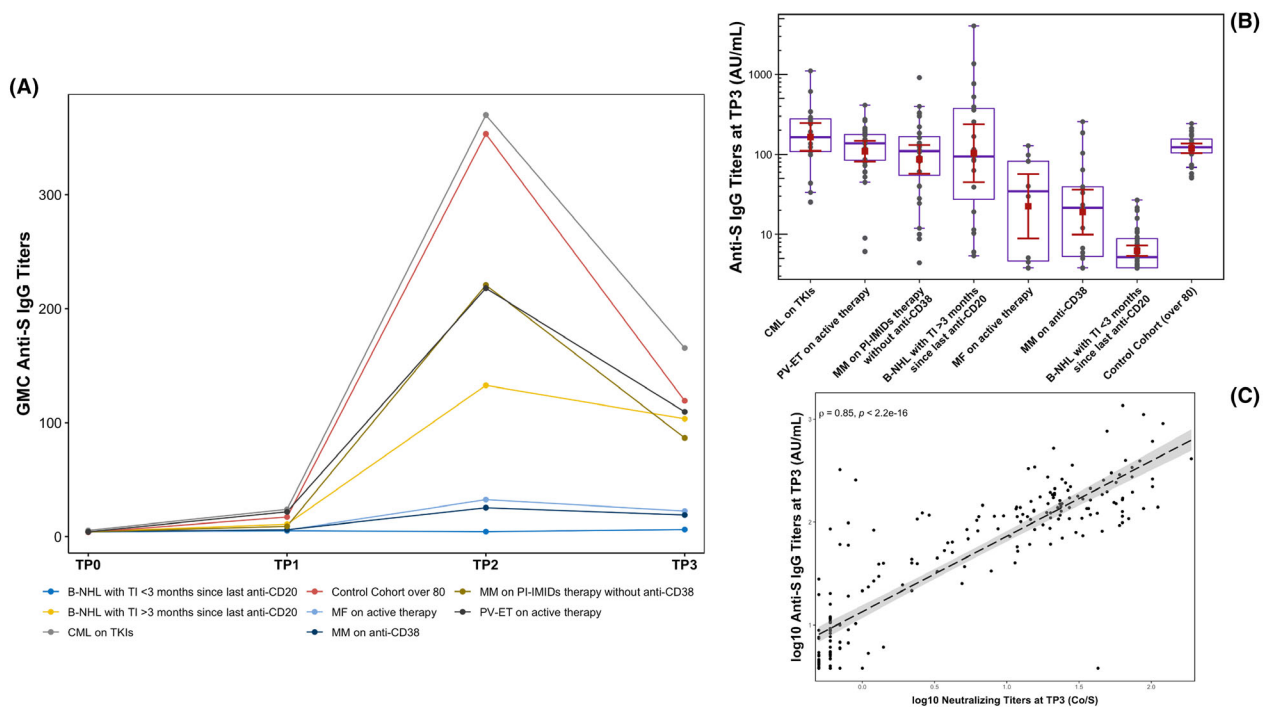 (A)
GMC Anti-S IgG Titers
300
200
100
0
TP0 TP1 TP2 TP3
B-NHL with TI <3 months since last anti-CD20
Control Cohort over 80
MM on PI-IMIDs therapy without anti-CD38
B-NHL with TI >3 months since last anti-CD20
MF on active therapy
PV-ET on active therapy
CML on TKIs
MM on anti-CD38
(B)
Anti-S IgG Titers at TP3 (AU/mL)
1000
100
10
CML on TKIs
PV-ET on active therapy
MM on PI-IMIDs therapy
without anti-CD38
B-NHL with TI >3 months
since last anti-CD20
MF on active therapy
MM on anti-CD38
B-NHL with TI <3 months
since last anti-CD20
Control Cohort (over 80)
(C)
ρ = 0.85, p < 2.2e-16
log10 Anti-S IgG Titers at TP3 (AU/mL)
3
2
1
0.0 0.5 1.0 1.5 2.0
log10 Neutralizing Titers at TP3 (Co/S)